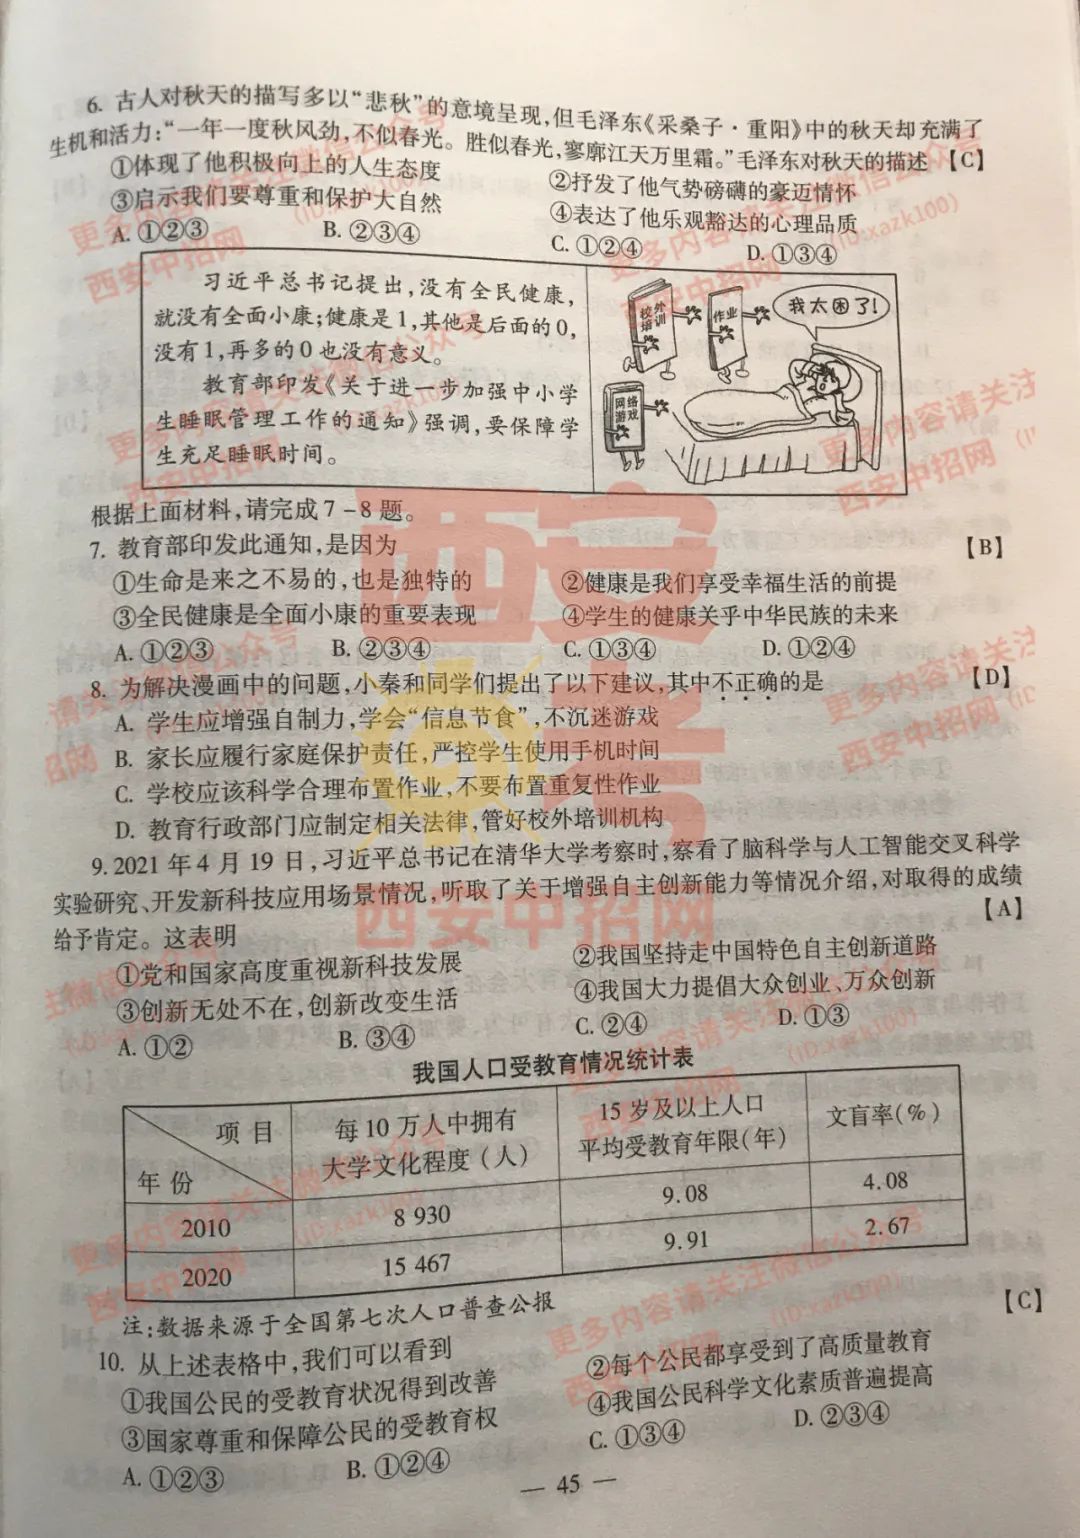 6. 古人对秋天的描写多以“悲秋”的意境呈现,但毛泽东《采桑子·重阳》中的秋天却充满了
生机和活力:“一年一度秋风劲,不似春光。胜似春光,寥廓江天万里霜。”毛泽东对秋天的描述 【C】
①体现了他积极向上的人生态度 ②抒发了他气势磅礴的豪迈情怀
③启示我们要尊重和保护大自然 ④表达了他乐观豁达的心理品质
A. ①②③ B. ②③④ C. ①②④ D. ①③④
习近平总书记提出,没有全民健康,
就没有全面小康;健康是1,其他是后面的0,
没有1,再多的0也没有意义。
教育部印发《关于进一步加强中小学
生睡眠管理工作的通知》强调,要保障学
生充足睡眠时间。
校外
培训
作业
网络
游戏
我太困了!
根据上面材料,请完成7-8题。
7. 教育部印发此通知,是因为 【B】
①生命是来之不易的,也是独特的 ②健康是我们享受幸福生活的前提
③全民健康是全面小康的重要表现 ④学生的健康关乎中华民族的未来
A. ①②③ B. ②③④ C. ①③④ D. ①②④
8. 为解决漫画中的问题,小秦和同学们提出了以下建议,其中不正确的是 【D】
A. 学生应增强自制力,学会“信息节食”,不沉迷游戏
B. 家长应履行家庭保护责任,严控学生使用手机时间
C. 学校应该科学合理布置作业,不要布置重复性作业
D. 教育行政部门应制定相关法律,管好校外培训机构
9. 2021年4月19日,习近平总书记在清华大学考察时,察看了脑科学与人工智能交叉科学
实验研究、开发新科技应用场景情况,听取了关于增强自主创新能力等情况介绍,对取得的成绩
给予肯定。这表明 【A】
①党和国家高度重视新科技发展 ②我国坚持走中国特色自主创新道路
③创新无处不在,创新改变生活 ④我国大力提倡大众创业、万众创新
A. ①② B. ③④ C. ②④ D. ①③
我国人口受教育情况统计表
项目 年份 每10万人中拥有大学文化程度(人) 15岁及以上人口平均受教育年限(年) 文盲率(%)
2010 8 930 9.08 4.08
2020 15 467 9.91 2.67
注:数据来源于全国第七次人口普查公报
10. 从上述表格中,我们可以看到 【C】
①我国公民的受教育状况得到改善 ②每个公民都享受到了高质量教育
③国家尊重和保障公民的受教育权 ④我国公民科学文化素质普遍提高
A. ①②③ B. ①②④ C. ①③④ D. ②③④
— 45 —
西安中考
西安中招网
更多内容请关注微信公众号
西安中招网 (ID:xazk100)